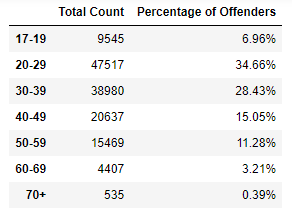 Total Count Percentage of Offenders
17-19 9545 6.96%
20-29 47517 34.66%
30-39 38980 28.43%
40-49 20637 15.05%
50-59 15469 11.28%
60-69 4407 3.21%
70+ 535 0.39%